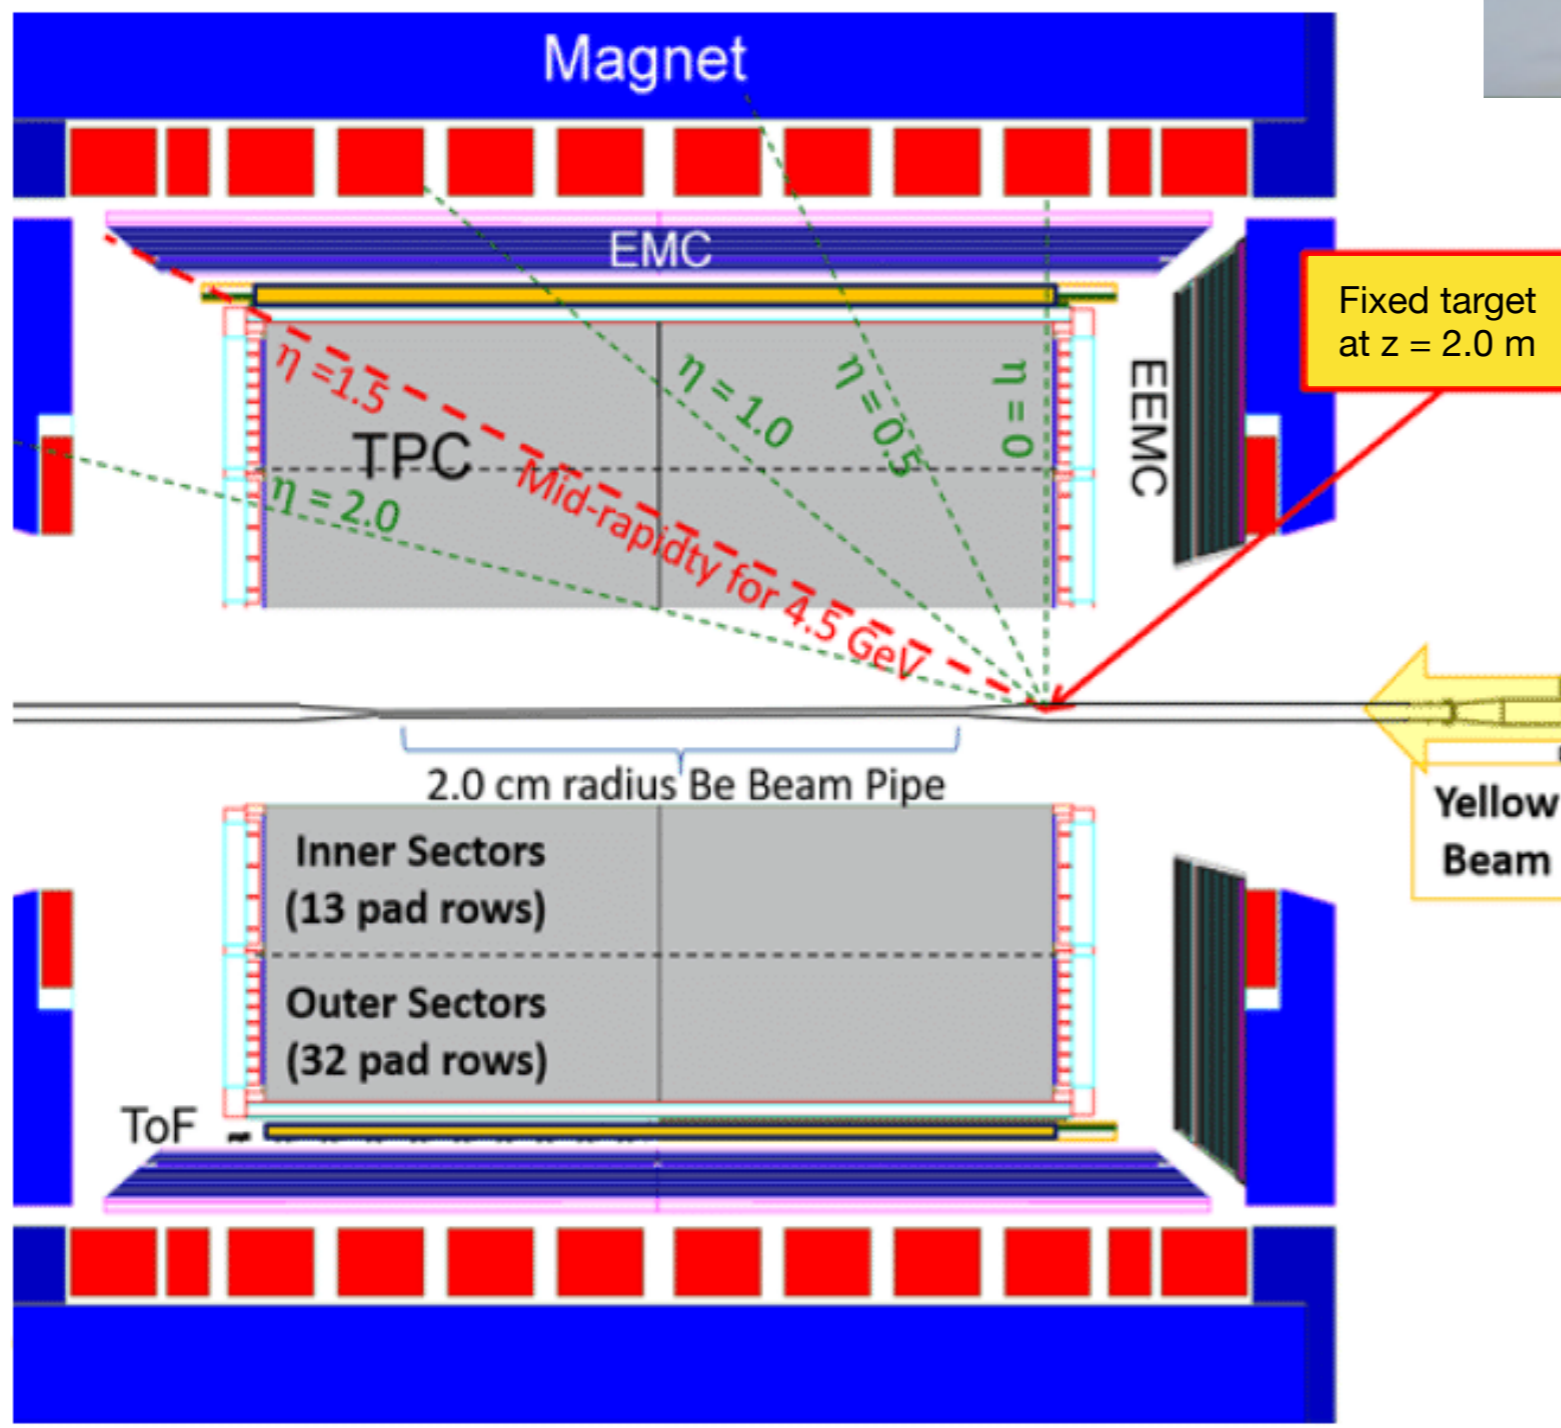 Magnet
EMC
Fixed target
at z = 2.0 m
η =1.5
η = 1.0
η = 0.5
η = 0
EEMC
TPC
η = 2.0
Mid-rapidty for 4.5 GeV
2.0 cm radius Be Beam Pipe
Yellow
Beam
Inner Sectors
(13 pad rows)
Outer Sectors
(32 pad rows)
ToF